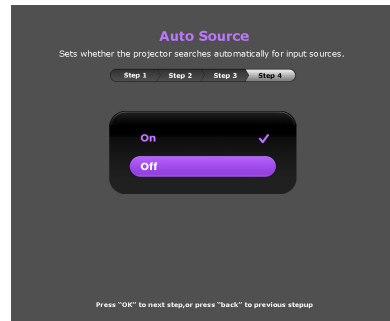 Auto Source
Sets whether the projector searches automatically for input sources.
Step 1 Step 2 Step 3 Step 4
On
Off
Press "OK" to next step,or press "back" to previous stepup